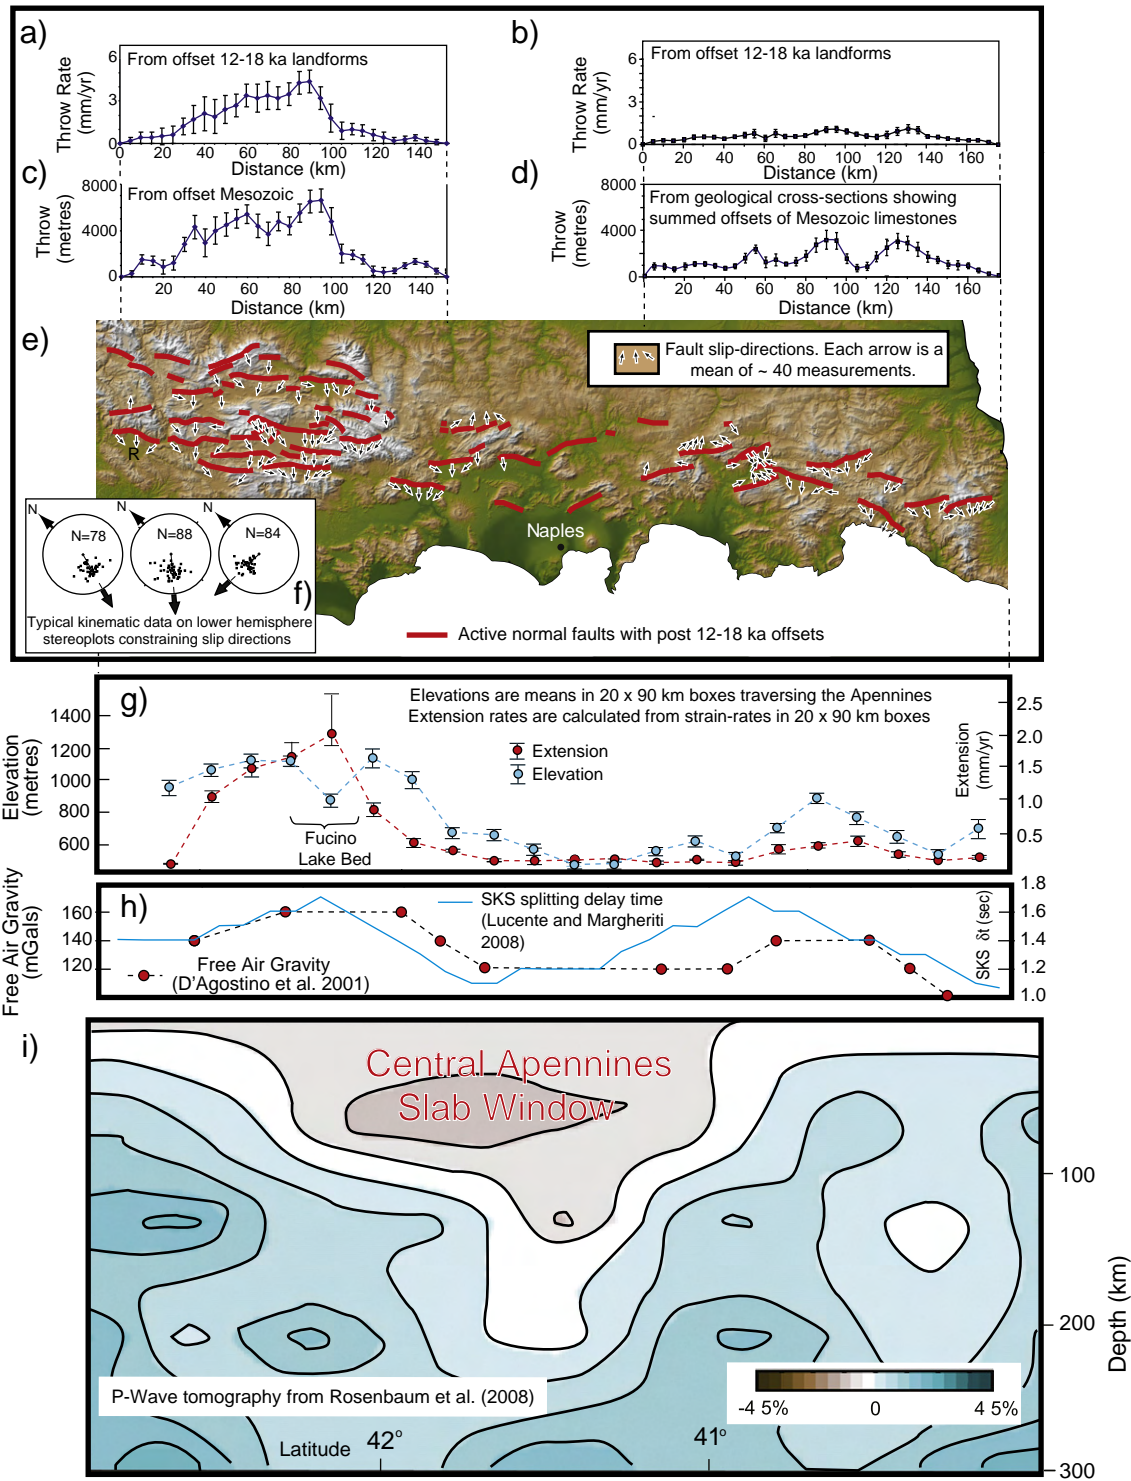 a)
From offset 12-18 ka landforms
Throw Rate
(mm/yr)
6
3
0
0 20 40 60 80 100 120 140
Distance (km)
b)
From offset 12-18 ka landforms
Throw Rate
(mm/yr)
6
3
0
0 20 40 60 80 100 120 140 160
Distance (km)
c)
From offset Mesozoic
Throw
(metres)
8000
4000
0
20 40 60 80 100 120 140
Distance (km)
d)
From geological cross-sections showing
summed offsets of Mesozoic limestones
Throw
(metres)
8000
4000
0
20 40 60 80 100 120 140 160
Distance (km)
e)
Fault slip-directions. Each arrow is a
mean of ~ 40 measurements.
R
Naples
N
N=78
N
N=88
N
N=84
f)
Typical kinematic data on lower hemisphere
stereoplots constraining slip directions
Active normal faults with post 12-18 ka offsets
g)
Elevations are means in 20 x 90 km boxes traversing the Apennines
Extension rates are calculated from strain-rates in 20 x 90 km boxes
Elevation
(metres)
1400
1200
1000
800
600
Extension
Elevation
Fucino
Lake Bed
Extension
(mm/yr)
2.5
2.0
1.5
1.0
0.5
h)
Free Air Gravity
(mGals)
160
140
120
SKS splitting delay time
(Lucente and Margheriti
2008)
Free Air Gravity
(D'Agostino et al. 2001)
SKS δt (sec)
1.8
1.6
1.4
1.2
1.0
i)
Central Apennines
Slab Window
100
200
300
Depth (km)
P-Wave tomography from Rosenbaum et al. (2008)
-4 5% 0 4 5%
Latitude 42° 41°